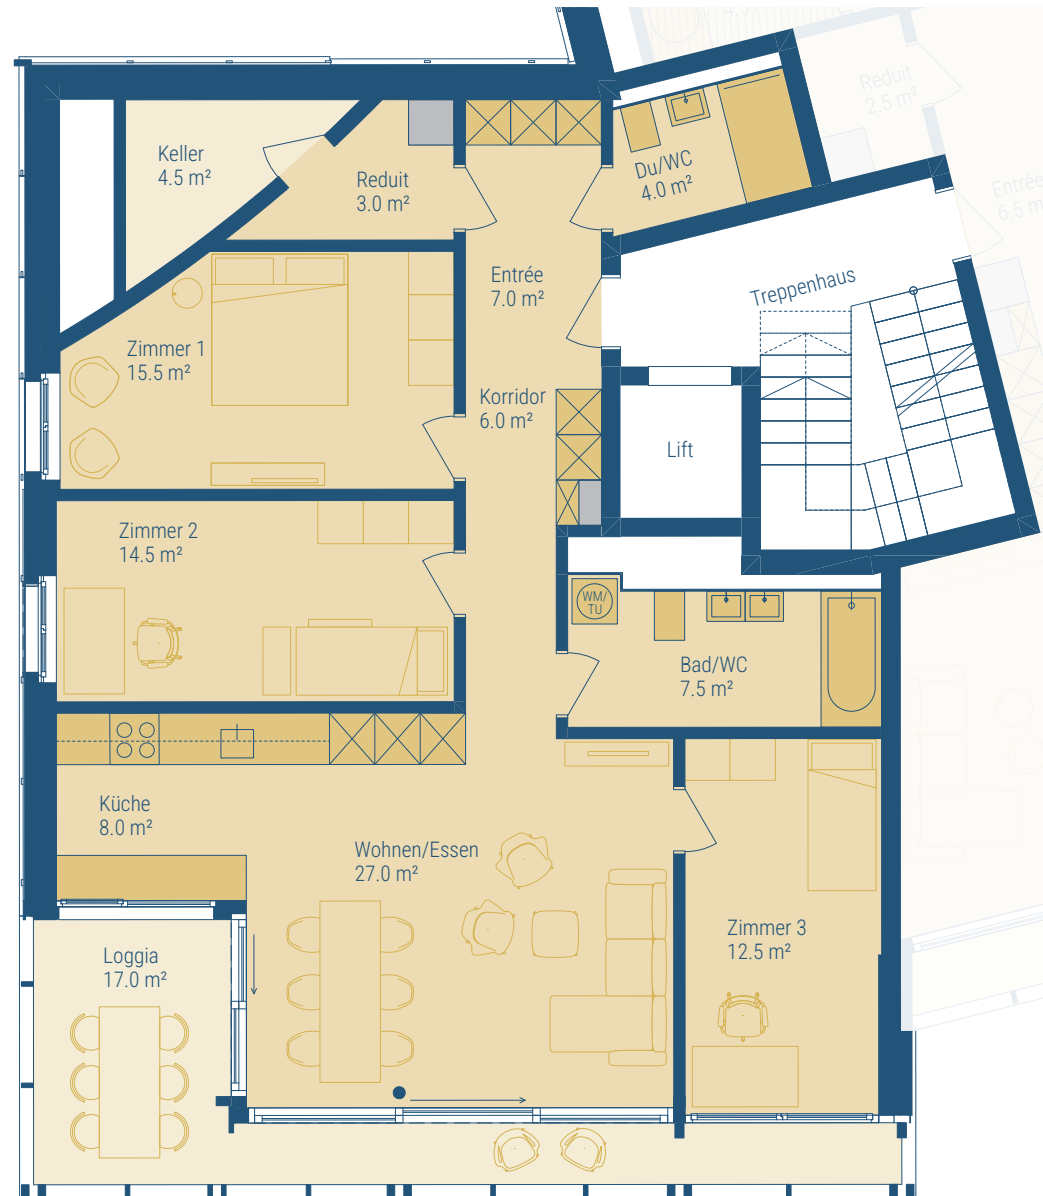 Reduit
2.5 m²
Keller
4.5 m²
Reduit
3.0 m²
Du/WC
4.0 m²
Entrée
6.5 m²
Entrée
7.0 m²
Treppenhaus
Zimmer 1
15.5 m²
Korridor
6.0 m²
Lift
Zimmer 2
14.5 m²
WM/
TU
Bad/WC
7.5 m²
Küche
8.0 m²
Wohnen/Essen
27.0 m²
Zimmer 3
12.5 m²
Loggia
17.0 m²